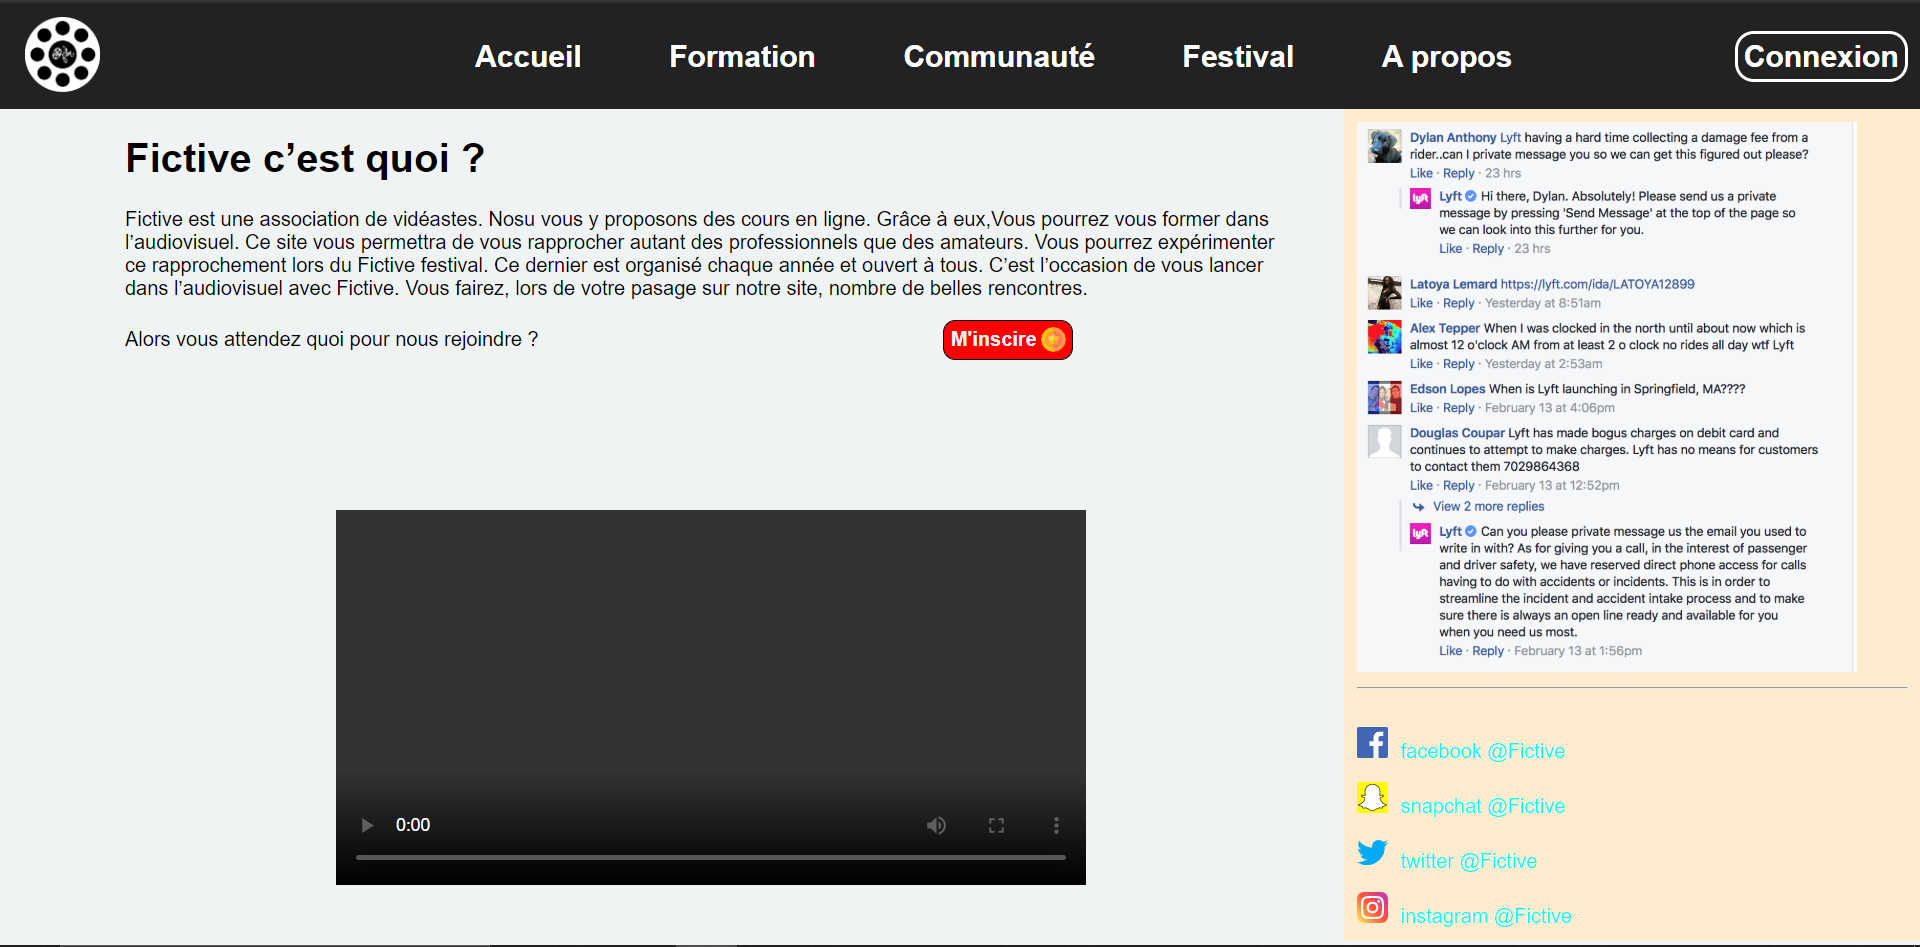 Accueil Formation Communauté Festival A propos Connexion
Fictive c’est quoi ?
Fictive est une association de vidéastes. Nosu vous y proposons des cours en ligne. Grâce à eux,Vous pourrez vous former dans
l’audiovisuel. Ce site vous permettra de vous rapprocher autant des professionnels que des amateurs. Vous pourrez expérimenter
ce rapprochement lors du Fictive festival. Ce dernier est organisé chaque année et ouvert à tous. C’est l’occasion de vous lancer
dans l’audiovisuel avec Fictive. Vous fairez, lors de votre pasage sur notre site, nombre de belles rencontres.
Alors vous attendez quoi pour nous rejoindre ?
M'inscire
0:00
Dylan Anthony Lyft having a hard time collecting a damage fee from a
rider..can I private message you so we can get this figured out please?
Like · Reply · 23 hrs
Lyft Hi there, Dylan. Absolutely! Please send us a private
message by pressing 'Send Message' at the top of the page so
we can look into this further for you.
Like · Reply · 23 hrs
Latoya Lemard https://lyft.com/ida/LATOYA12899
Like · Reply · Yesterday at 8:51am
Alex Tepper When I was clocked in the north until about now which is
almost 12 o'clock AM from at least 2 o clock no rides all day wtf Lyft
Like · Reply · Yesterday at 2:53am
Edson Lopes When is Lyft launching in Springfield, MA????
Like · Reply · February 13 at 4:06pm
Douglas Coupar Lyft has made bogus charges on debit card and
continues to attempt to make charges. Lyft has no means for customers
to contact them 7029864368
Like · Reply · February 13 at 12:52pm
View 2 more replies
Lyft Can you please private message us the email you used to
write in with? As for giving you a call, in the interest of passenger
and driver safety, we have reserved direct phone access for calls
having to do with accidents or incidents. This is in order to
streamline the incident and accident intake process and to make
sure there is always an open line ready and available for you
when you need us most.
Like · Reply · February 13 at 1:56pm
facebook @Fictive
snapchat @Fictive
twitter @Fictive
instagram @Fictive